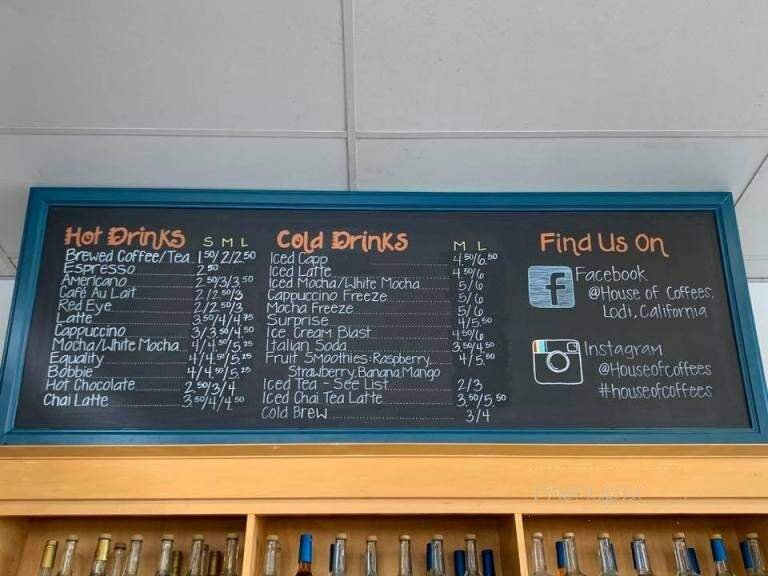 Hot Drinks S M L
Brewed Coffee/Tea 1.50/2/2.50
Espresso 2.50
Americano 2.50/3/3.50
Café Au Lait 2/2.50/3
Red Eye 2/2.50/3
Latte 3.50/4/4.75
Cappuccino 3/3.50/4.50
Mocha/White Mocha 4/4.50/5.25
Equality 4/4.50/5.25
Bobbie 4/4.50/5.25
Hot Chocolate 2.50/3/4
Chai Latte 3.50/4/4.50
Cold Drinks M L
Iced Capp 4.50/6.50
Iced Latte 4.50/6
Iced Mocha/White Mocha 5/6
Cappuccino Freeze 5/6
Mocha Freeze 5/6
Surprise 4/5.50
Ice Cream Blast 4.50/6
Italian Soda 3.50/4.50
Fruit Smoothies: Raspberry, 4/5.50
Strawberry, Banana, Mango
Iced Tea - See List 2/3
Iced Chai Tea Latte 3.50/5.50
Cold Brew 3/4
Find Us On
f Facebook
@House of Coffees,
Lodi, California
Instagram
@Houseofcoffees
#houseofcoffees